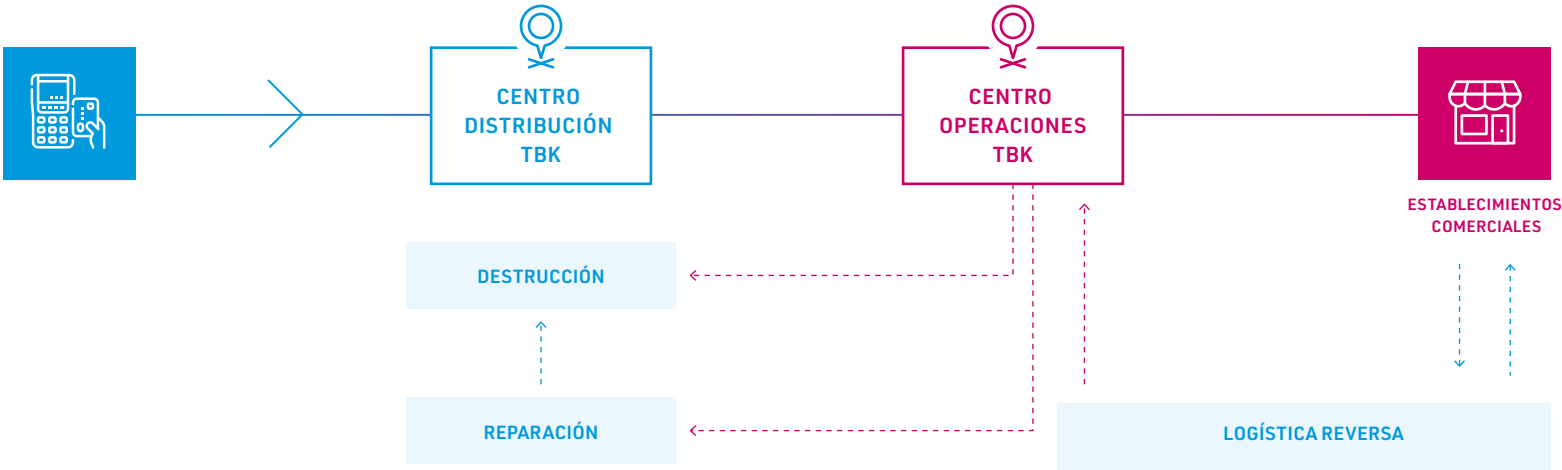 CENTRO
DISTRIBUCIÓN
TBK
CENTRO
OPERACIONES
TBK
ESTABLECIMIENTOS
COMERCIALES
DESTRUCCIÓN
REPARACIÓN
LOGÍSTICA REVERSA